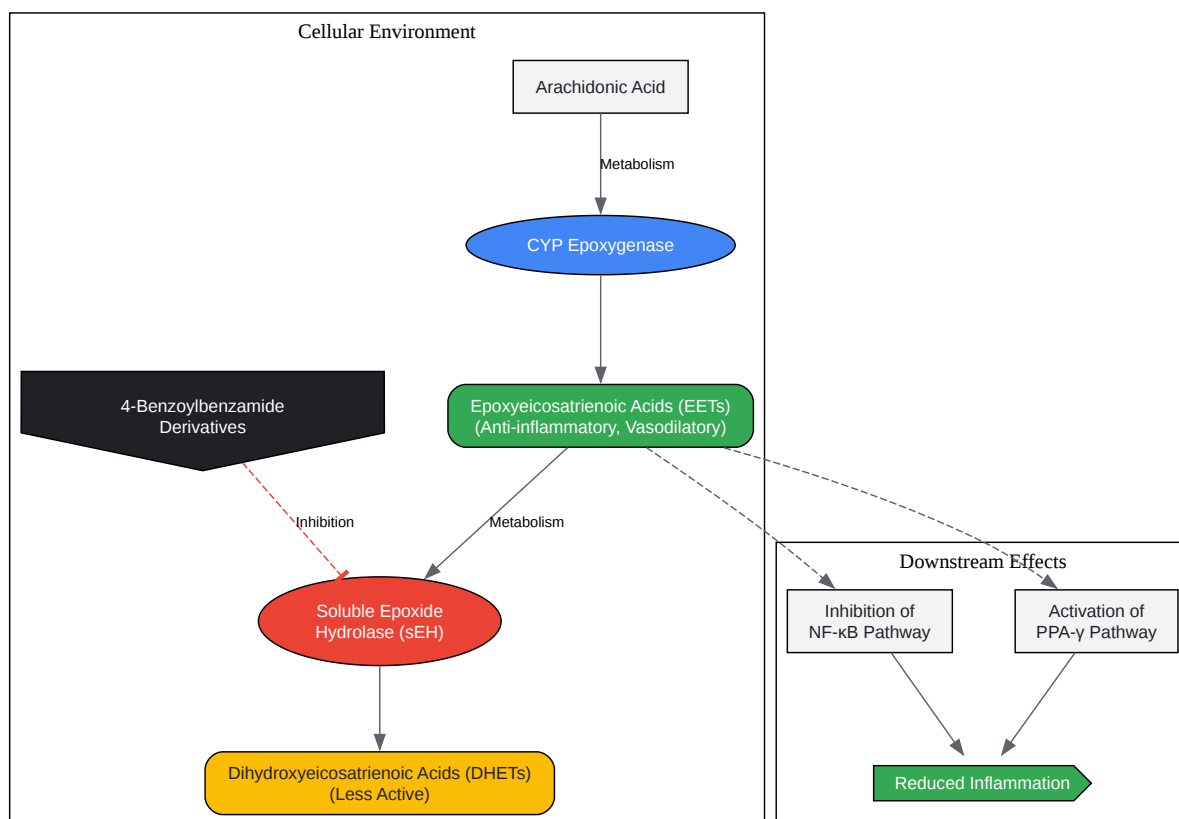 Cellular Environment
Arachidonic Acid
Metabolism
CYP Epoxygenase
4-Benzoylbenzamide
Derivatives
Epoxyeicosatrienoic Acids (EETs)
(Anti-inflammatory, Vasodilatory)
Inhibition
Metabolism
Soluble Epoxide
Hydrolase (sEH)
Dihydroxyeicosatrienoic Acids (DHETs)
(Less Active)
Downstream Effects
Inhibition of
NF-κB Pathway
Activation of
PPA-γ Pathway
Reduced Inflammation